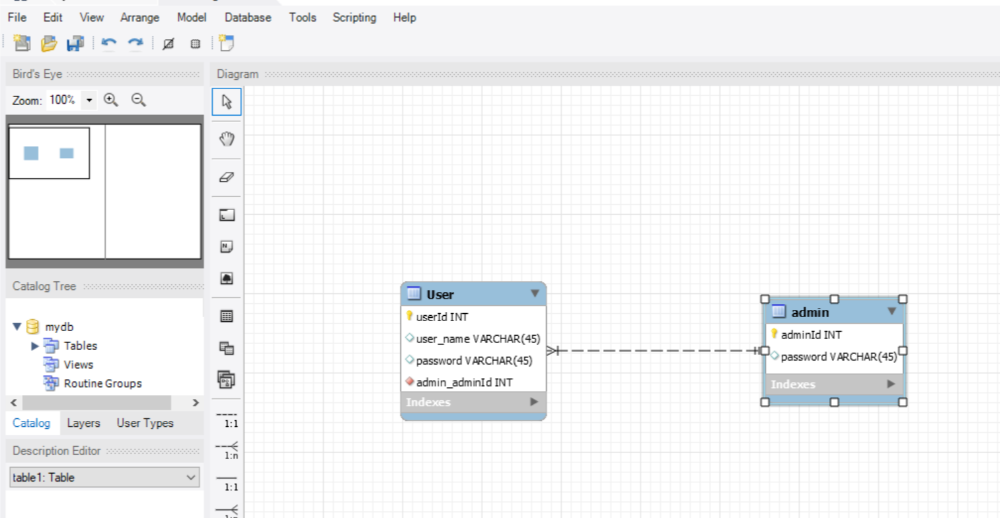 File Edit View Arrange Model Database Tools Scripting Help
Bird's Eye
Diagram
Zoom: 100%
Catalog Tree
mydb
Tables
Views
Routine Groups
Catalog Layers User Types
Description Editor
table1: Table
1:1
1:n
1:1
User
userId INT
user_name VARCHAR(45)
password VARCHAR(45)
admin_adminId INT
Indexes
admin
adminId INT
password VARCHAR(45)
Indexes